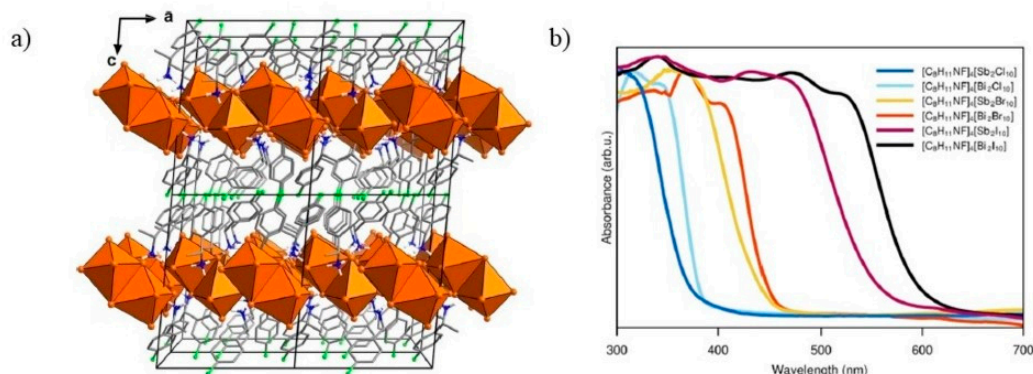 a)
a
c
b)
[C₈H₁₁NF]₄[Sb₂Cl₁₀]
[C₈H₁₁NF]₄[Bi₂Cl₁₀]
[C₈H₁₁NF]₄[Sb₂Br₁₀]
[C₈H₁₁NF]₄[Bi₂Br₁₀]
[C₈H₁₁NF]₄[Sb₂I₁₀]
[C₈H₁₁NF]₄[Bi₂I₁₀]
Absorbance (arb.u.)
300 400 500 600 700
Wavelength (nm)